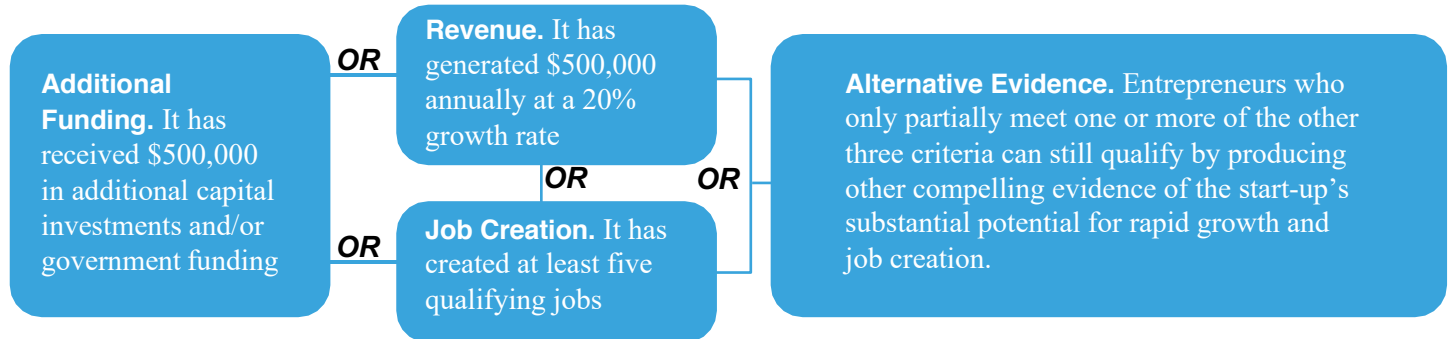 Additional
Funding. It has
received $500,000
in additional capital
investments and/or
government funding
OR
OR
Revenue. It has
generated $500,000
annually at a 20%
growth rate
OR
Job Creation. It has
created at least five
qualifying jobs
OR
Alternative Evidence. Entrepreneurs who
only partially meet one or more of the other
three criteria can still qualify by producing
other compelling evidence of the start-up’s
substantial potential for rapid growth and
job creation.